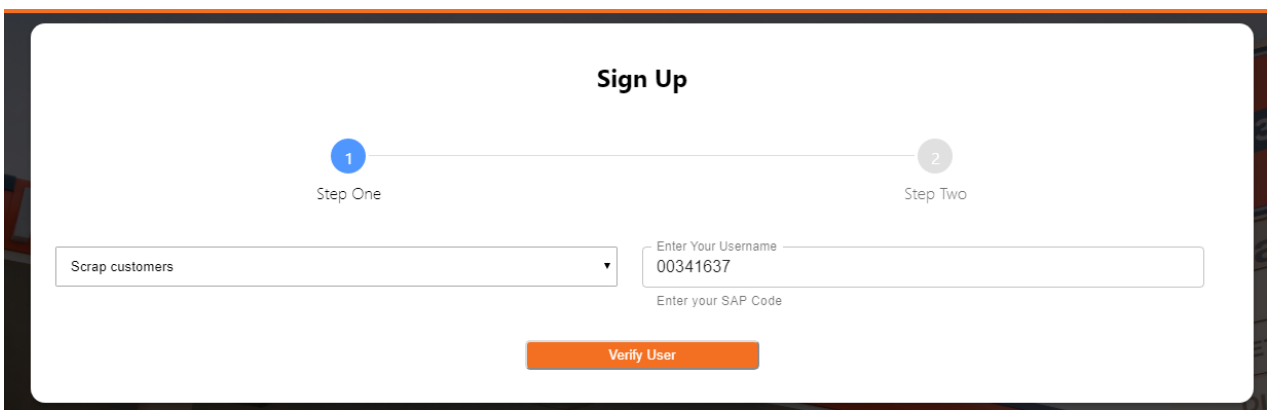 Sign Up
1
2
Step One
Step Two
Scrap customers
Enter Your Username
00341637
Enter your SAP Code
Verify User